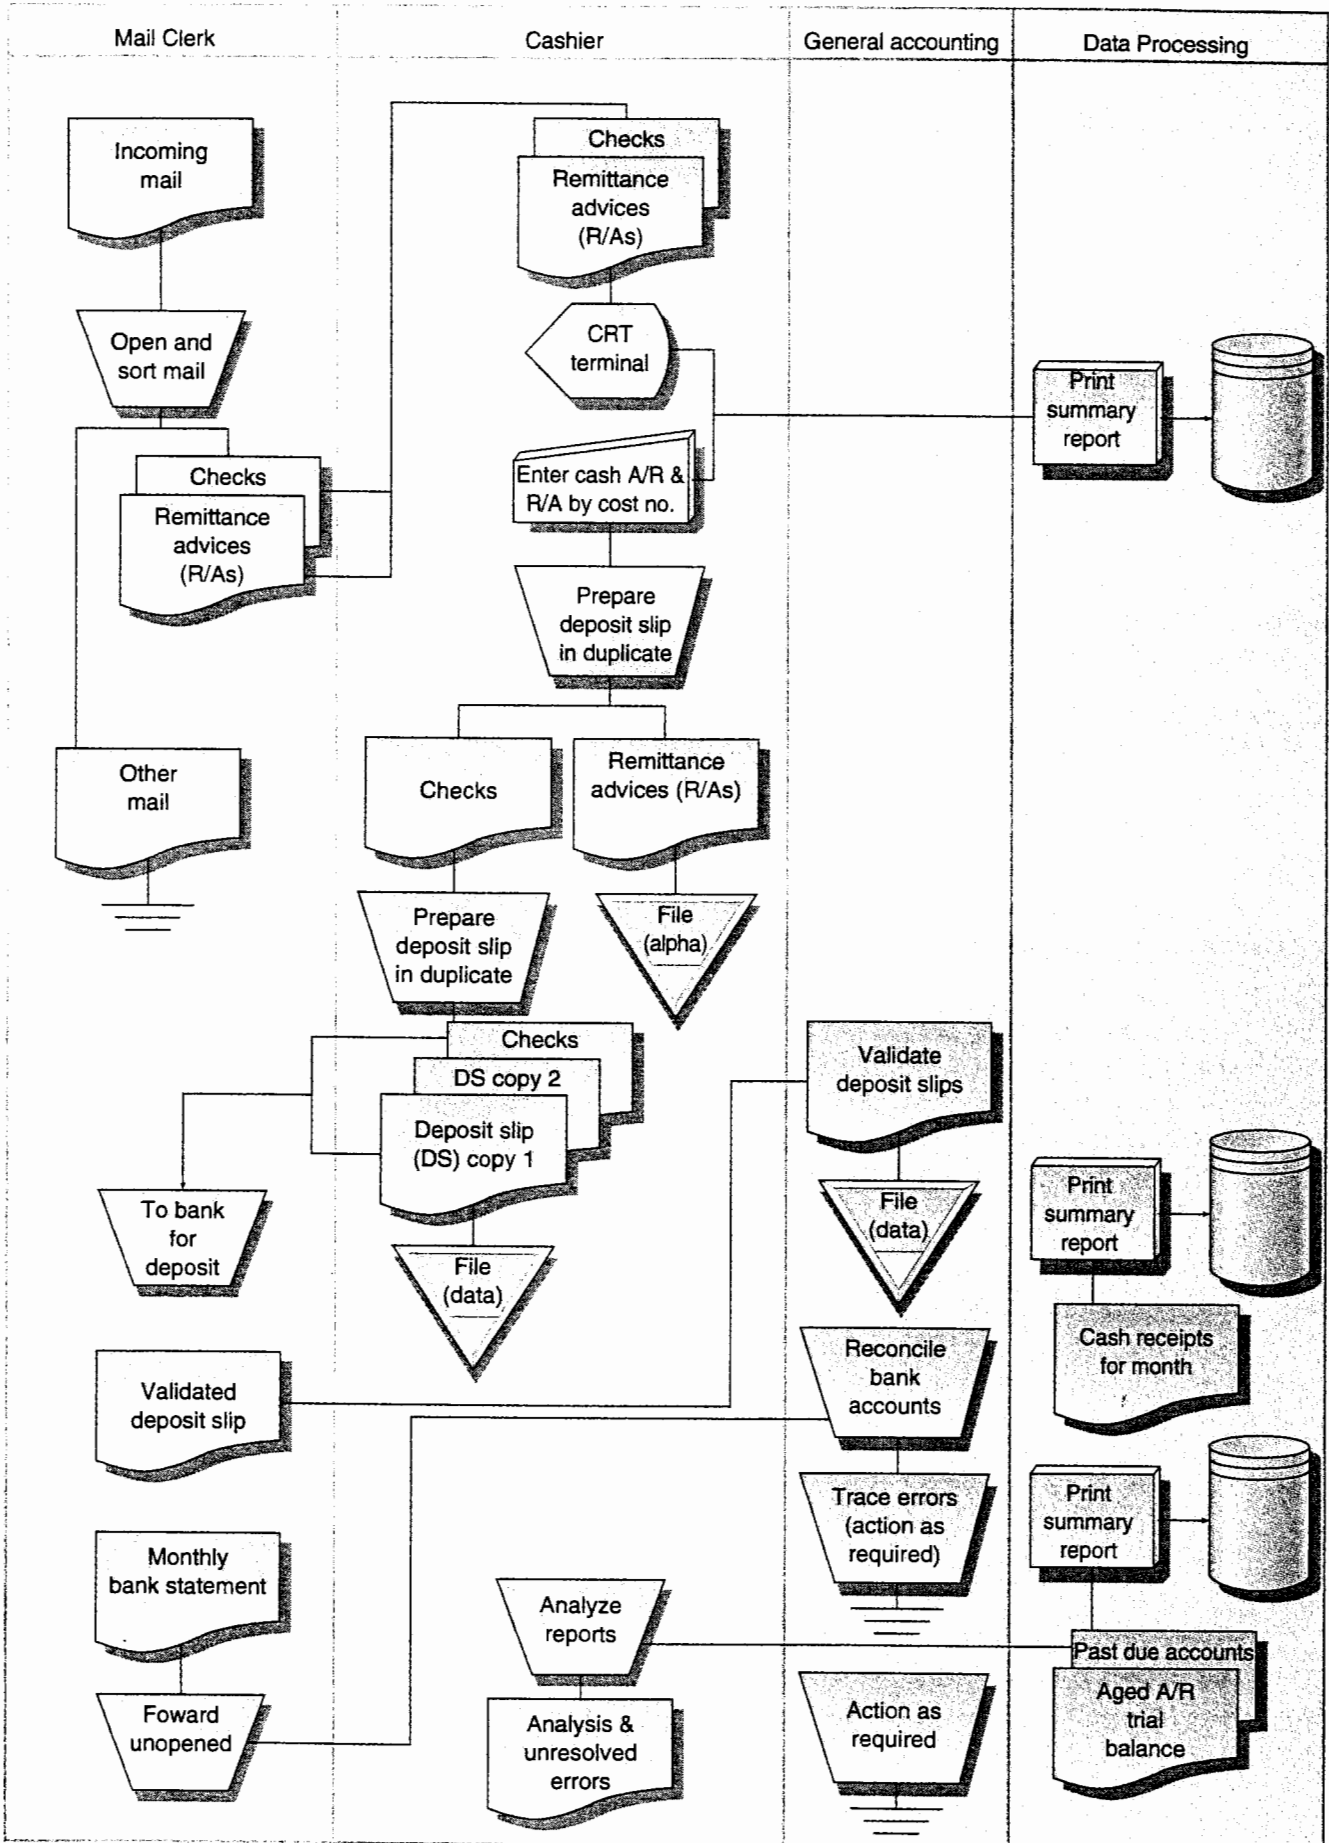 Mail Clerk
Cashier
General accounting
Data Processing
Incoming
mail
Open and
sort mail
Checks
Remittance
advices
(R/As)
Other
mail
To bank
for
deposit
Validated
deposit slip
Monthly
bank statement
Foward
unopened
Checks
Remittance
advices
(R/As)
CRT
terminal
Enter cash A/R &
R/A by cost no.
Prepare
deposit slip
in duplicate
Checks
Remittance
advices (R/As)
Prepare
deposit slip
in duplicate
File
(alpha)
Checks
DS copy 2
Deposit slip
(DS) copy 1
File
(data)
Analyze
reports
Analysis &
unresolved
errors
Validate
deposit slips
File
(data)
Reconcile
bank
accounts
Trace errors
(action as
required)
Action as
required
Print
summary
report
Print
summary
report
Cash receipts
for month
Print
summary
report
Past due accounts
Aged A/R
trial
balance